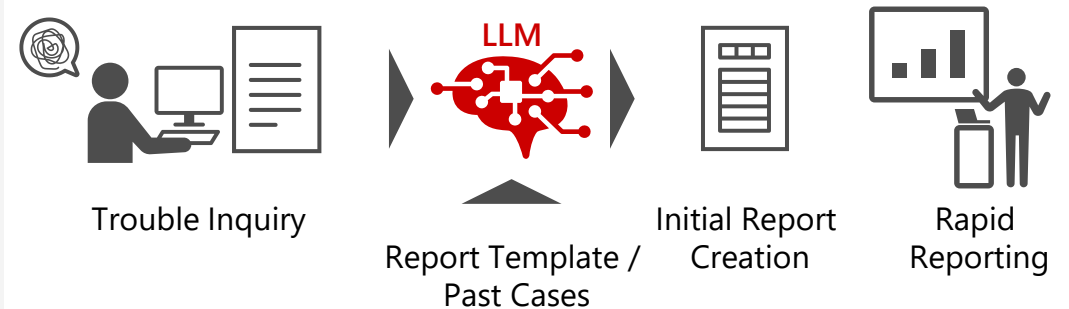 LLM
Trouble Inquiry
Report Template /
Past Cases
Initial Report
Creation
Rapid
Reporting